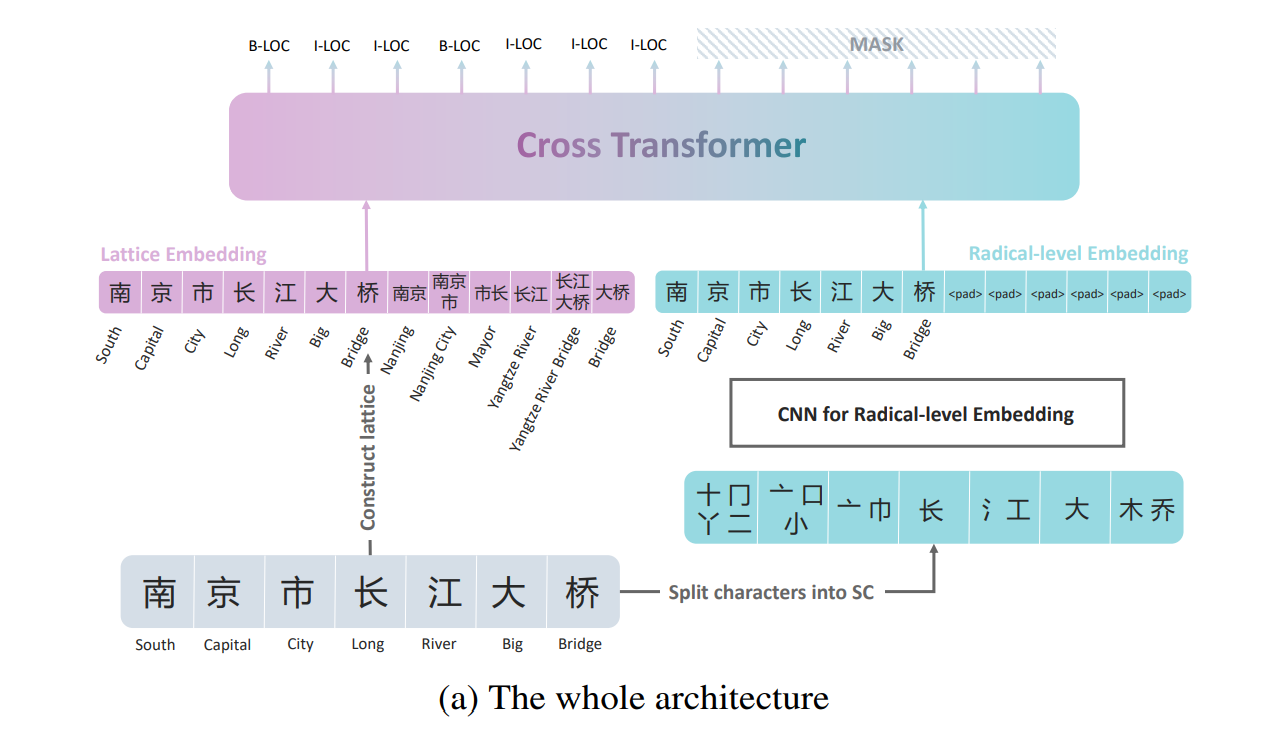 B-LOC I-LOC I-LOC B-LOC I-LOC I-LOC I-LOC MASK
Cross Transformer
Lattice Embedding
Radical-level Embedding
南 京 市 长 江 大 桥 南京 南京市 市长 长江 长江大桥 大桥
South Capital City Long River Big Bridge Nanjing Nanjing City Mayor Yangtze River Yangtze River Bridge Bridge
南 京 市 长 江 大 桥 <pad> <pad> <pad> <pad> <pad> <pad>
South Capital City Long River Big Bridge
Construct lattice
CNN for Radical-level Embedding
十 冂 亠 口 亠 巾 长 氵 工 大 木 乔
丷 二 小
南 京 市 长 江 大 桥
South Capital City Long River Big Bridge
Split characters into SC
(a) The whole architecture